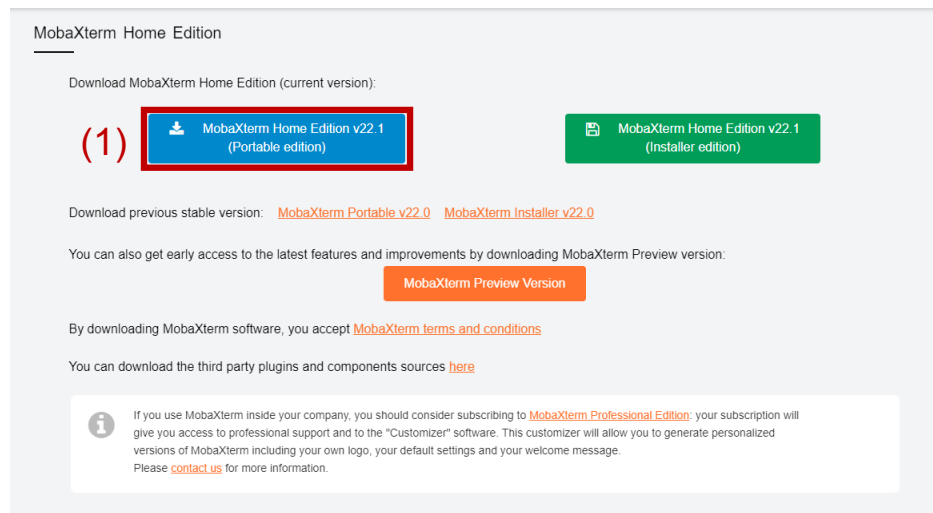 MobaXterm Home Edition
Download MobaXterm Home Edition (current version):
(1)
MobaXterm Home Edition v22.1
(Portable edition)
MobaXterm Home Edition v22.1
(Installer edition)
Download previous stable version: MobaXterm Portable v22.0 MobaXterm Installer v22.0
You can also get early access to the latest features and improvements by downloading MobaXterm Preview version:
MobaXterm Preview Version
By downloading MobaXterm software, you accept MobaXterm terms and conditions
You can download the third party plugins and components sources here
If you use MobaXterm inside your company, you should consider subscribing to MobaXterm Professional Edition: your subscription will
give you access to professional support and to the "Customizer" software. This customizer will allow you to generate personalized
versions of MobaXterm including your own logo, your default settings and your welcome message.
Please contact us for more information.